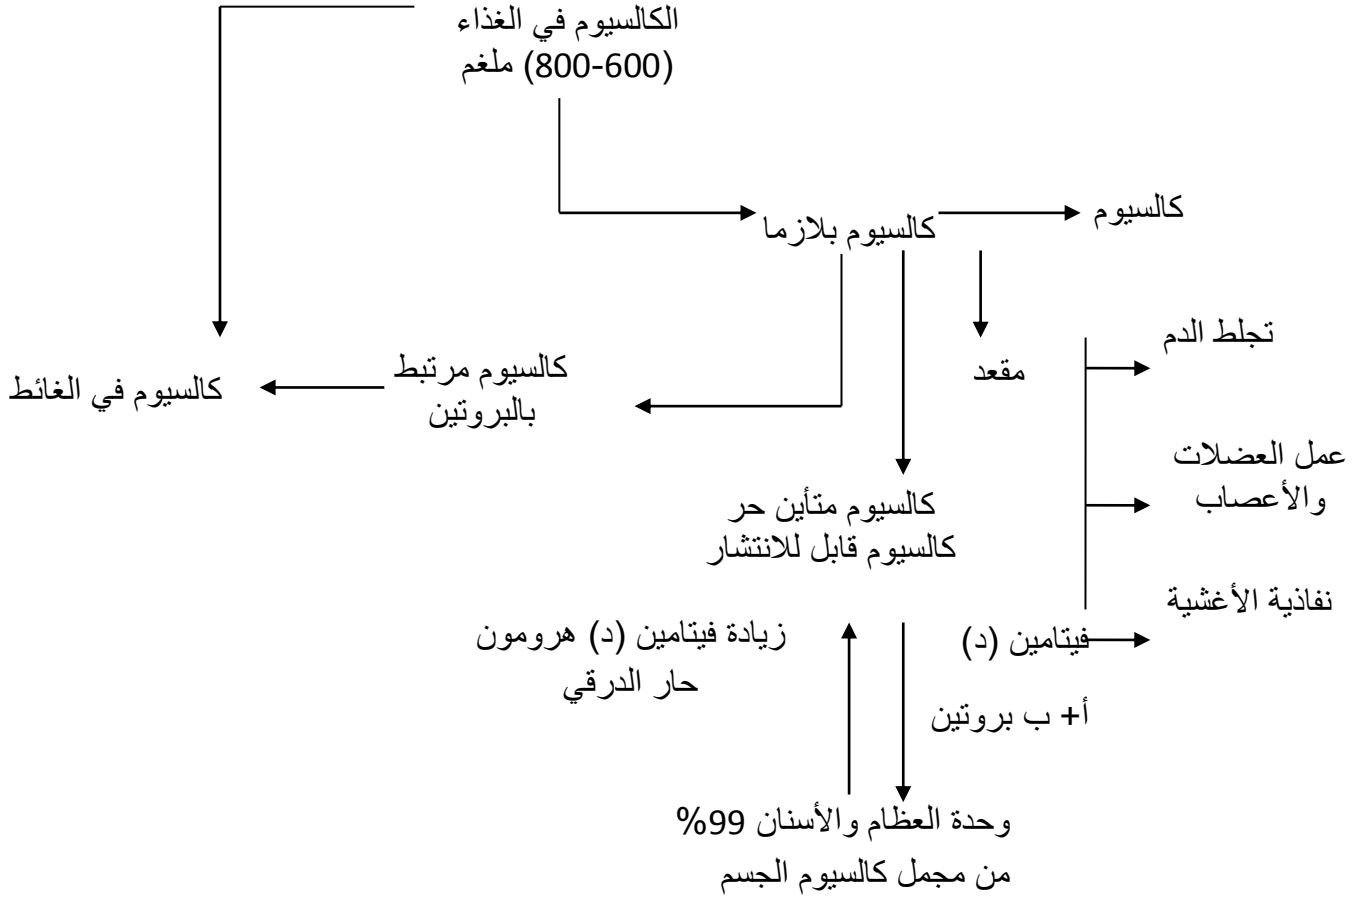 الكالسيوم في الغذاء
(800-600) ملغم
كالسيوم
كالسيوم بلازما
تجلط الدم
مقعد
كالسيوم مرتبط
بالبروتين
كالسيوم في الغائط
عمل العضلات
والأعصاب
كالسيوم متأين حر
كالسيوم قابل للانتشار
نفاذية الأغشية
فيتامين (د)
زيادة فيتامين (د) هرومون
حار الدرقي
أ+ ب بروتين
وحدة العظام والأسنان 99%
من مجمل كالسيوم الجسم